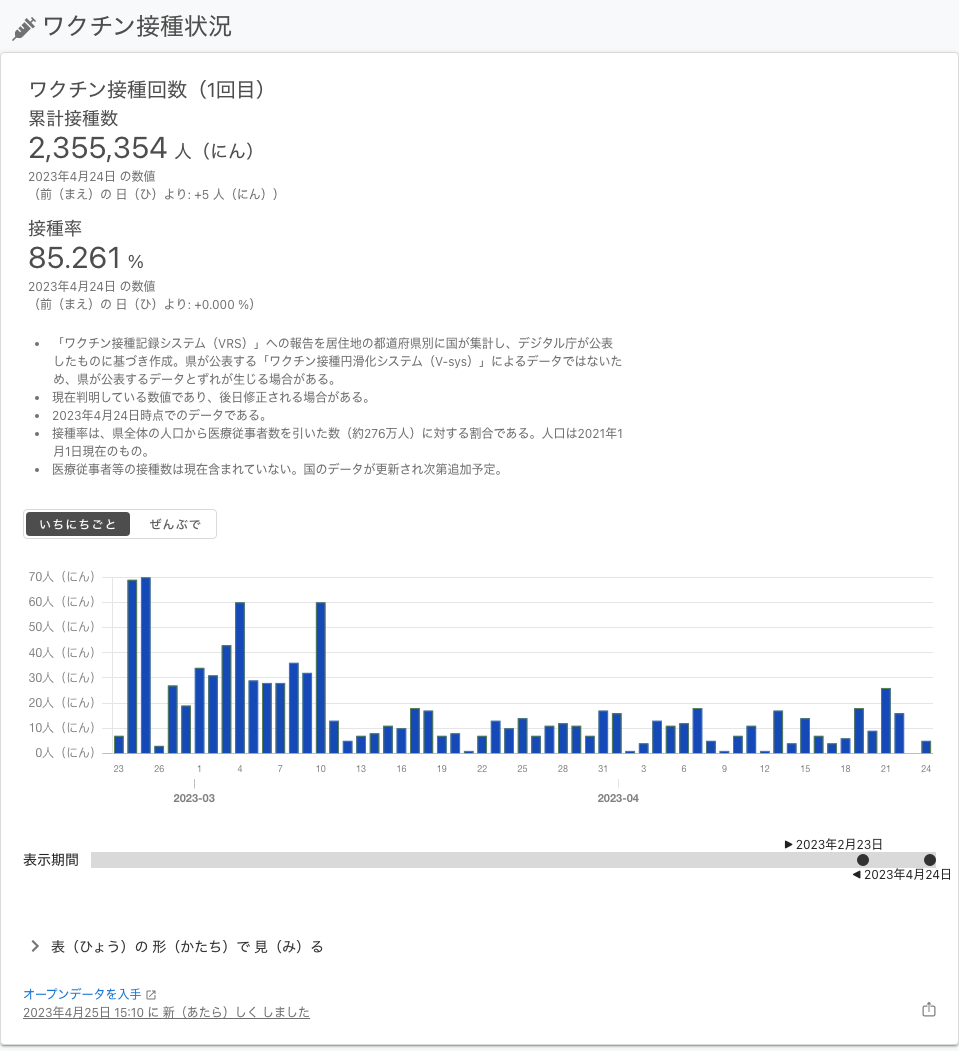 ワクチン接種状況
ワクチン接種回数（1回目）
累計接種数
2,355,354 人（にん）
2023年4月24日 の数値
（前（まえ）の 日（ひ）より: +5 人（にん））
接種率
85.261 %
2023年4月24日 の数値
（前（まえ）の 日（ひ）より: +0.000 %）
• 「ワクチン接種記録システム（VRS）」への報告を居住地の都道府県別に国が集計し、デジタル庁が公表
したものに基づき作成。県が公表する「ワクチン接種円滑化システム（V-sys）」によるデータではないた
め、県が公表するデータとずれが生じる場合がある。
• 現在判明している数値であり、後日修正される場合がある。
• 2023年4月24日時点でのデータである。
• 接種率は、県全体の人口から医療従事者数を引いた数（約276万人）に対する割合である。人口は2021年1
月1日現在のもの。
• 医療従事者等の接種数は現在含まれていない。国のデータが更新され次第追加予定。
いちにちごと ぜんぶで
70人（にん）
60人（にん）
50人（にん）
40人（にん）
30人（にん）
20人（にん）
10人（にん）
0人（にん）
23 26 1 4 7 10 13 16 19 22 25 28 31 3 6 9 12 15 18 21 24
2023-03 2023-04
▶ 2023年2月23日
表示期間
◀ 2023年4月24日
表（ひょう）の 形（かたち）で 見（み）る
オープンデータを入手
2023年4月25日 15:10 に 新（あたら）しく しました